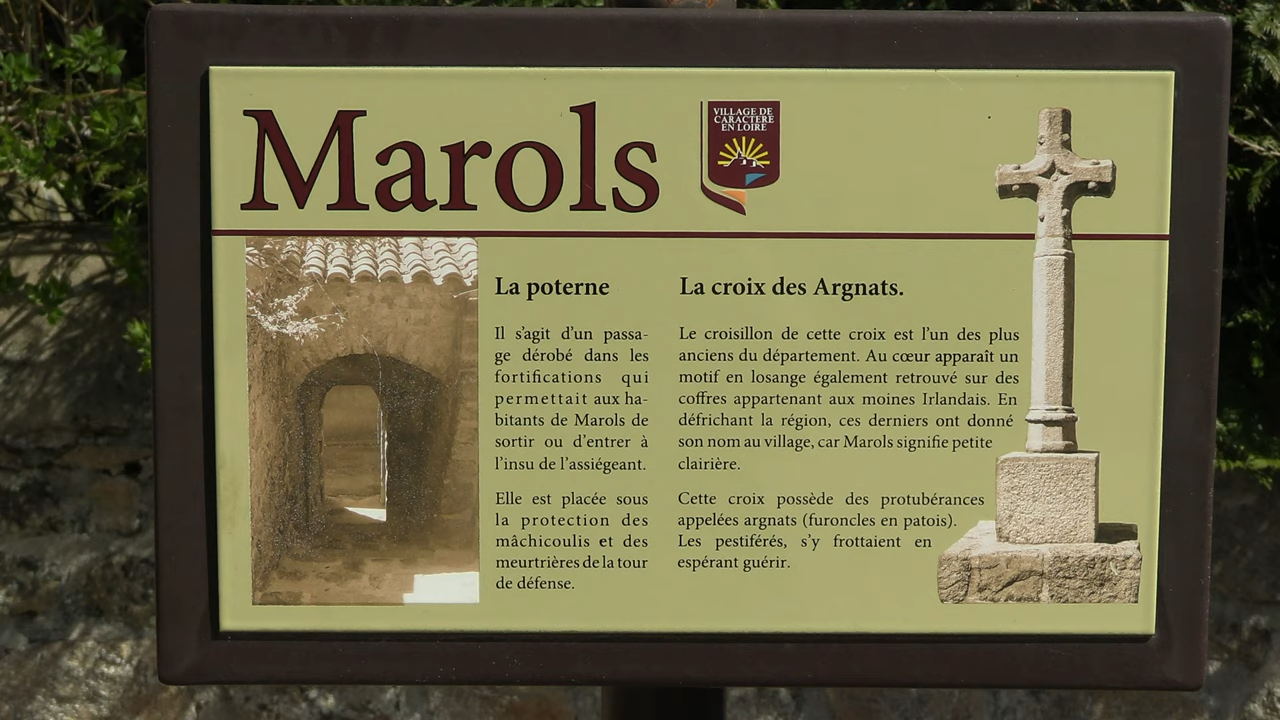 Marols
VILLAGE DE
CARACTERE
EN LOIRE
La poterne
Il s'agit d'un passa-
ge dérobé dans les
fortifications qui
permettait aux ha-
bitants de Marols de
sortir ou d'entrer à
l'insu de l'assiégeant.
Elle est placée sous
la protection des
mâchicoulis et des
meurtrières de la tour
de défense.
La croix des Argnats.
Le croisillon de cette croix est l'un des plus
anciens du département. Au cœur apparaît un
motif en losange également retrouvé sur des
coffres appartenant aux moines Irlandais. En
défrichant la région, ces derniers ont donné
son nom au village, car Marols signifie petite
clairière.
Cette croix possède des protubérances
appelées argnats (furoncles en patois).
Les pestiférés, s'y frottaient en
espérant guérir.